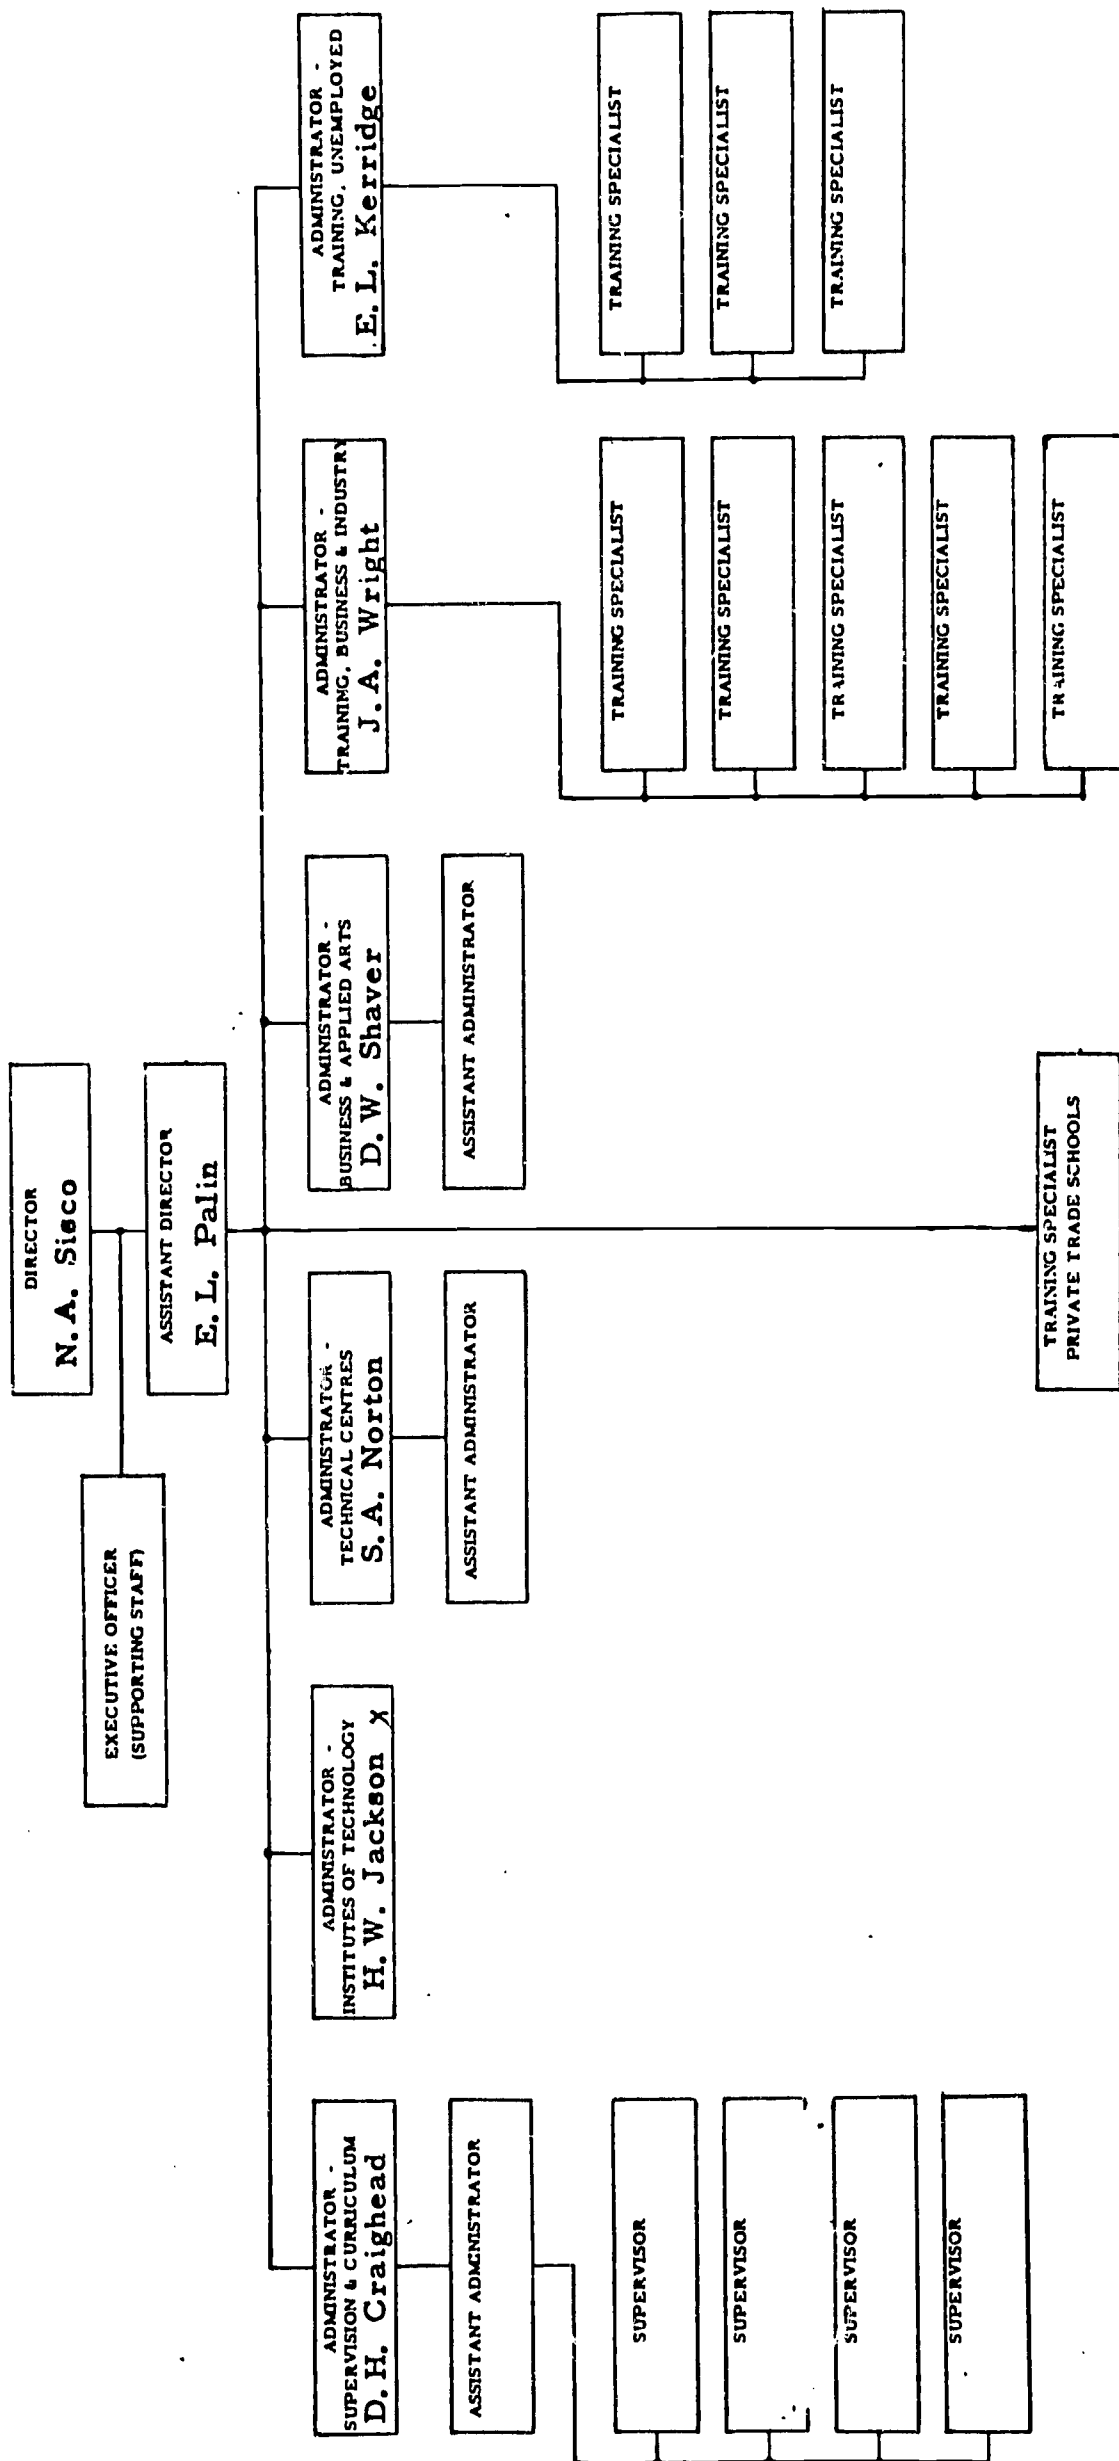 DIRECTOR
N. A. Sisco
EXECUTIVE OFFICER
(SUPPORTING STAFF)
ASSISTANT DIRECTOR
E. L. Palin
ADMINISTRATOR -
SUPERVISION & CURRICULUM
D. H. Craighead
ADMINISTRATOR -
INSTITUTES OF TECHNOLOGY
H. W. Jackson X
ADMINISTRATOR -
TECHNICAL CENTRES
S. A. Norton
ADMINISTRATOR -
BUSINESS & APPLIED ARTS
D. W. Shaver
ADMINISTRATOR -
TRAINING, BUSINESS & INDUSTRY
J. A. Wright
ADMINISTRATOR -
TRAINING, UNEMPLOYED
E. L. Kerridge
ASSISTANT ADMINISTRATOR
ASSISTANT ADMINISTRATOR
ASSISTANT ADMINISTRATOR
SUPERVISOR
SUPERVISOR
SUPERVISOR
SUPERVISOR
TRAINING SPECIALIST
PRIVATE TRADE SCHOOLS
TRAINING SPECIALIST
TRAINING SPECIALIST
TRAINING SPECIALIST
TRAINING SPECIALIST
TRAINING SPECIALIST
TRAINING SPECIALIST
TRAINING SPECIALIST
TRAINING SPECIALIST